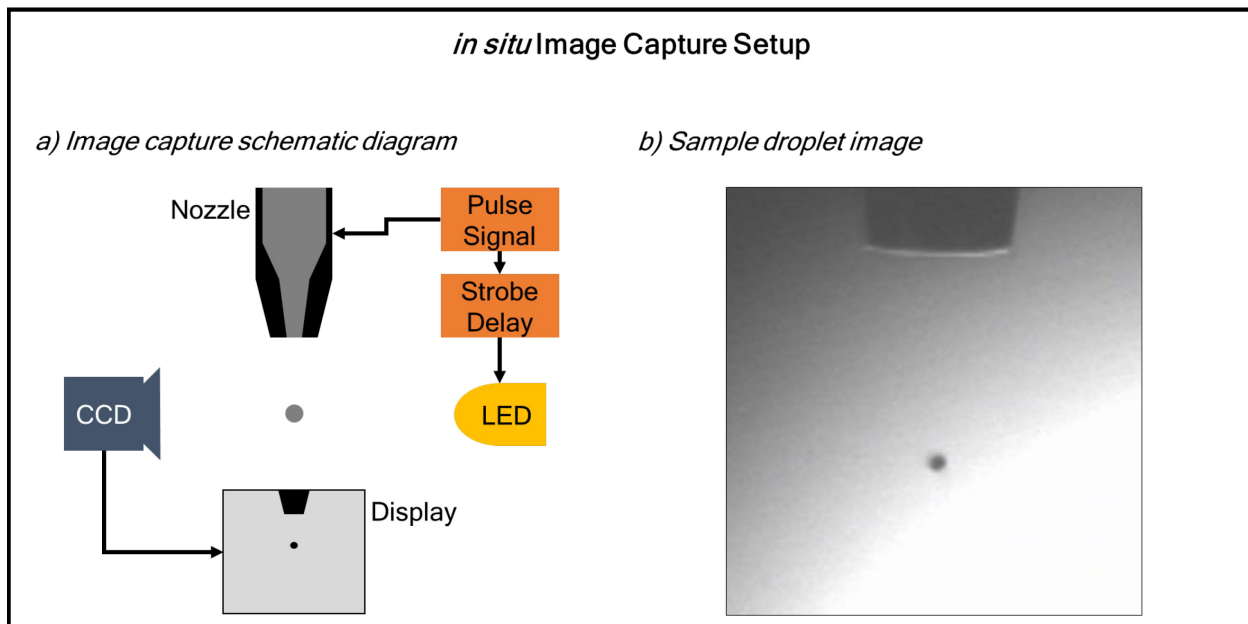 in situ Image Capture Setup
a) Image capture schematic diagram
b) Sample droplet image
Nozzle
Pulse
Signal
Strobe
Delay
CCD
LED
Display